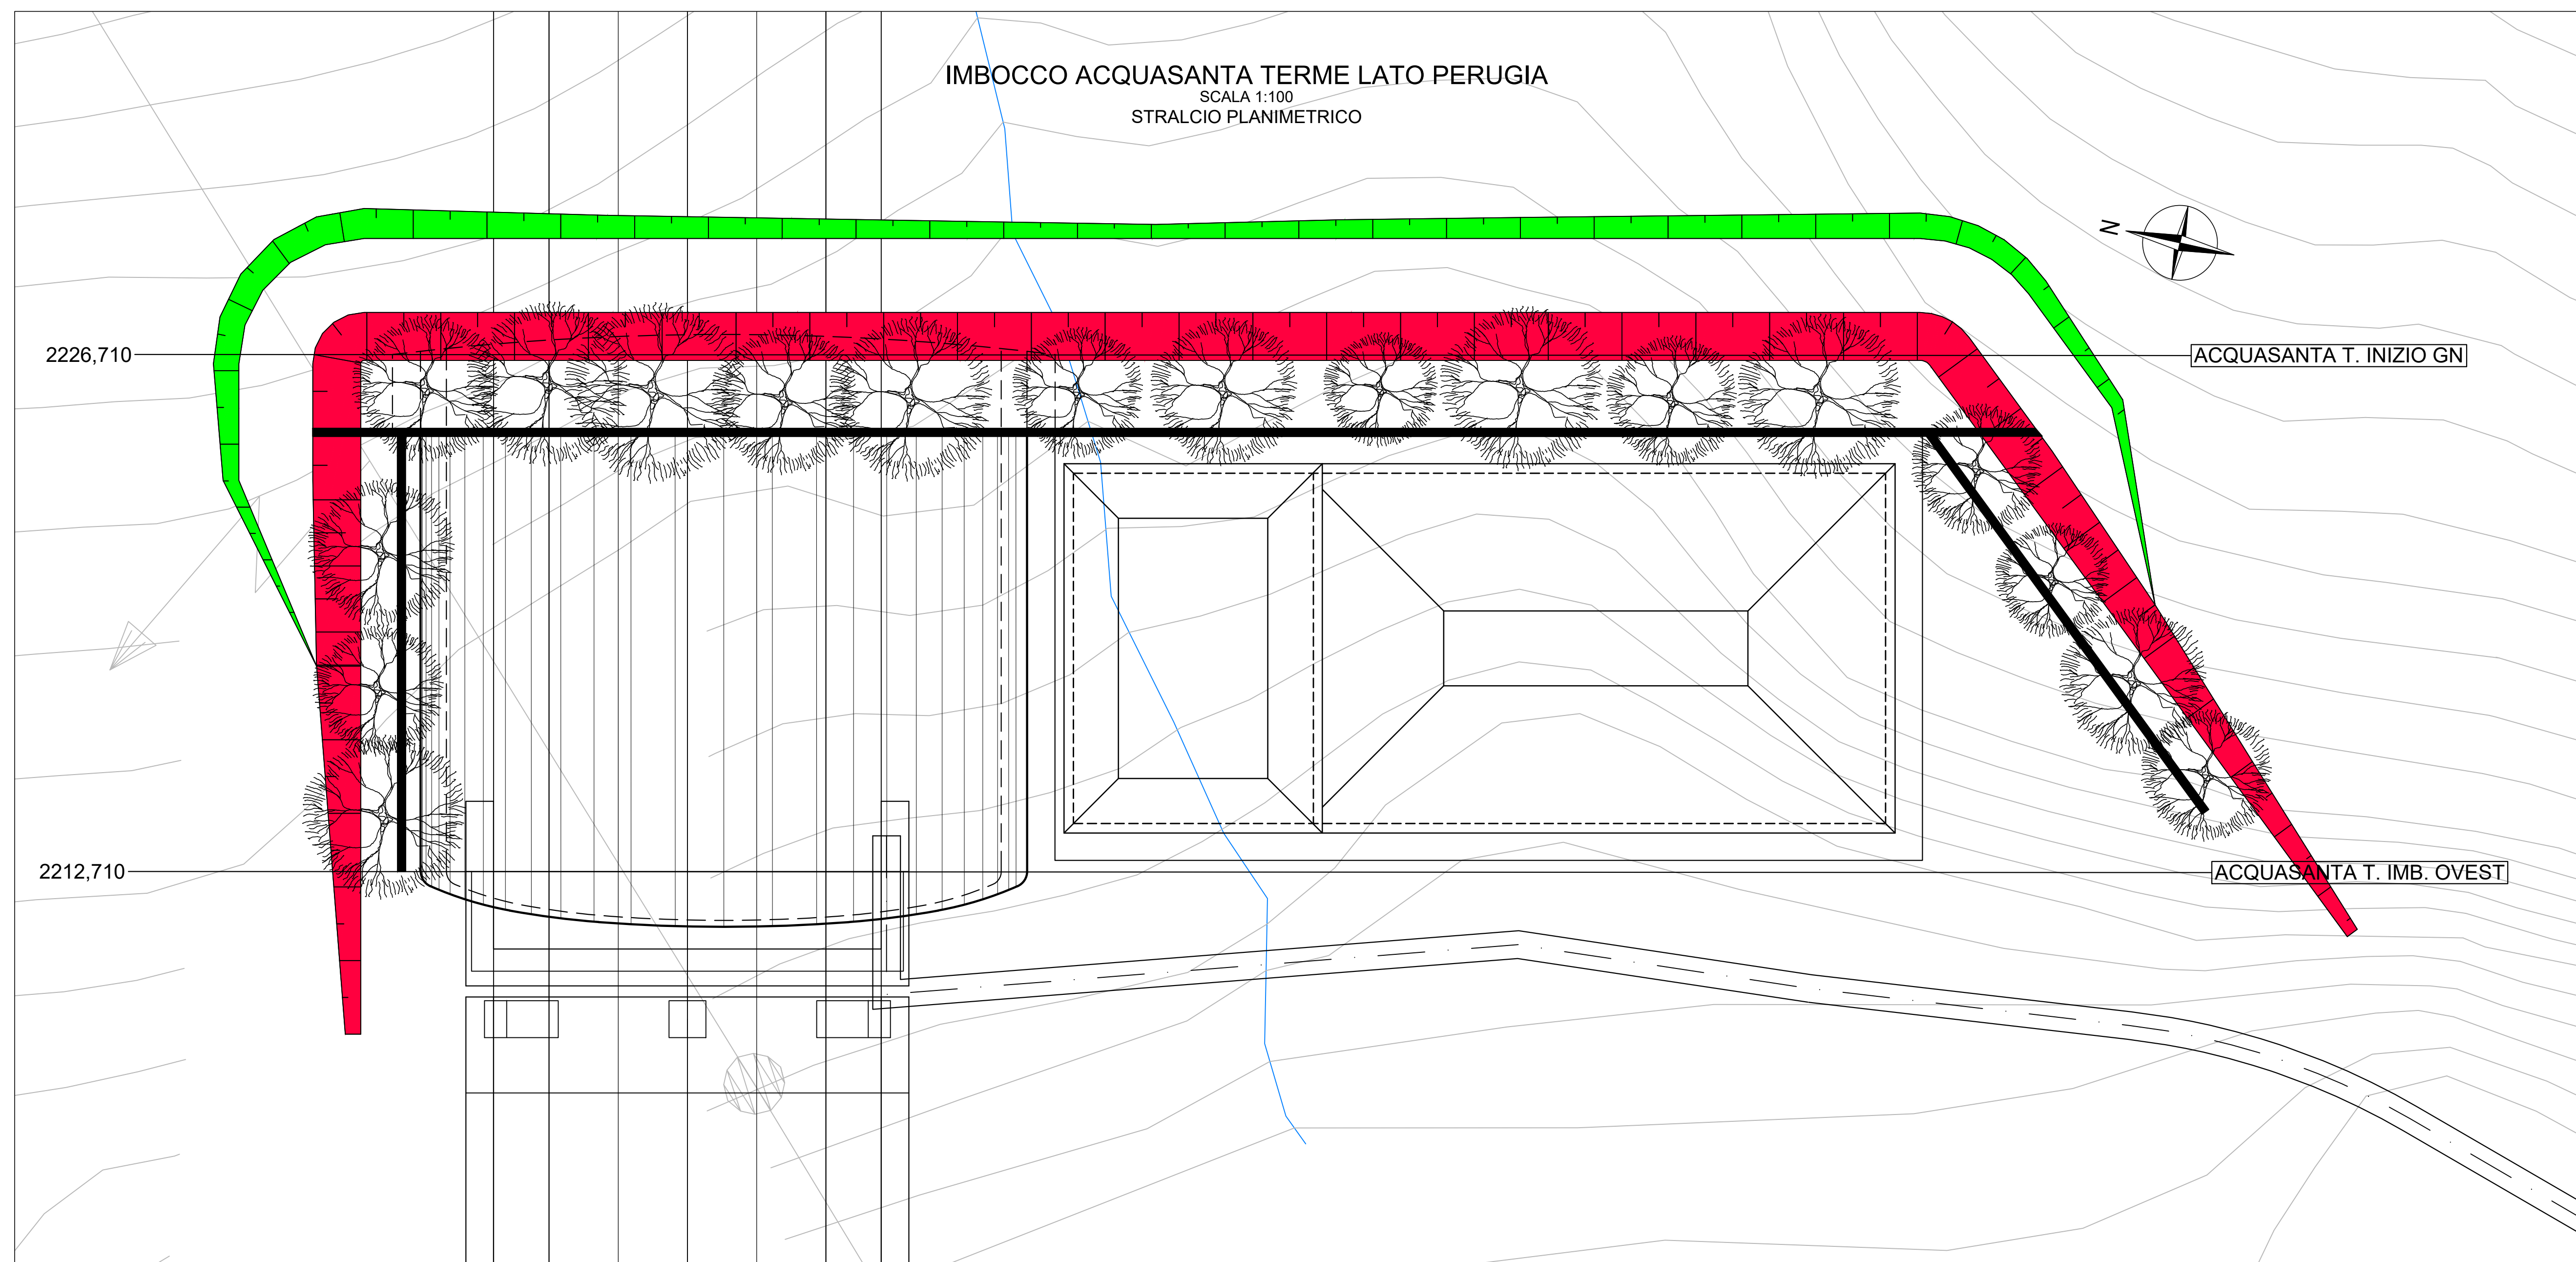 IMBOCCO ACQUASANTA TERME LATO PERUGIA
SCALA 1:100
STRALCIO PLANIMETRICO
N
2226,710
ACQUASANTA T. INIZIO GN
2212,710
ACQUASANTA T. IMB. OVEST